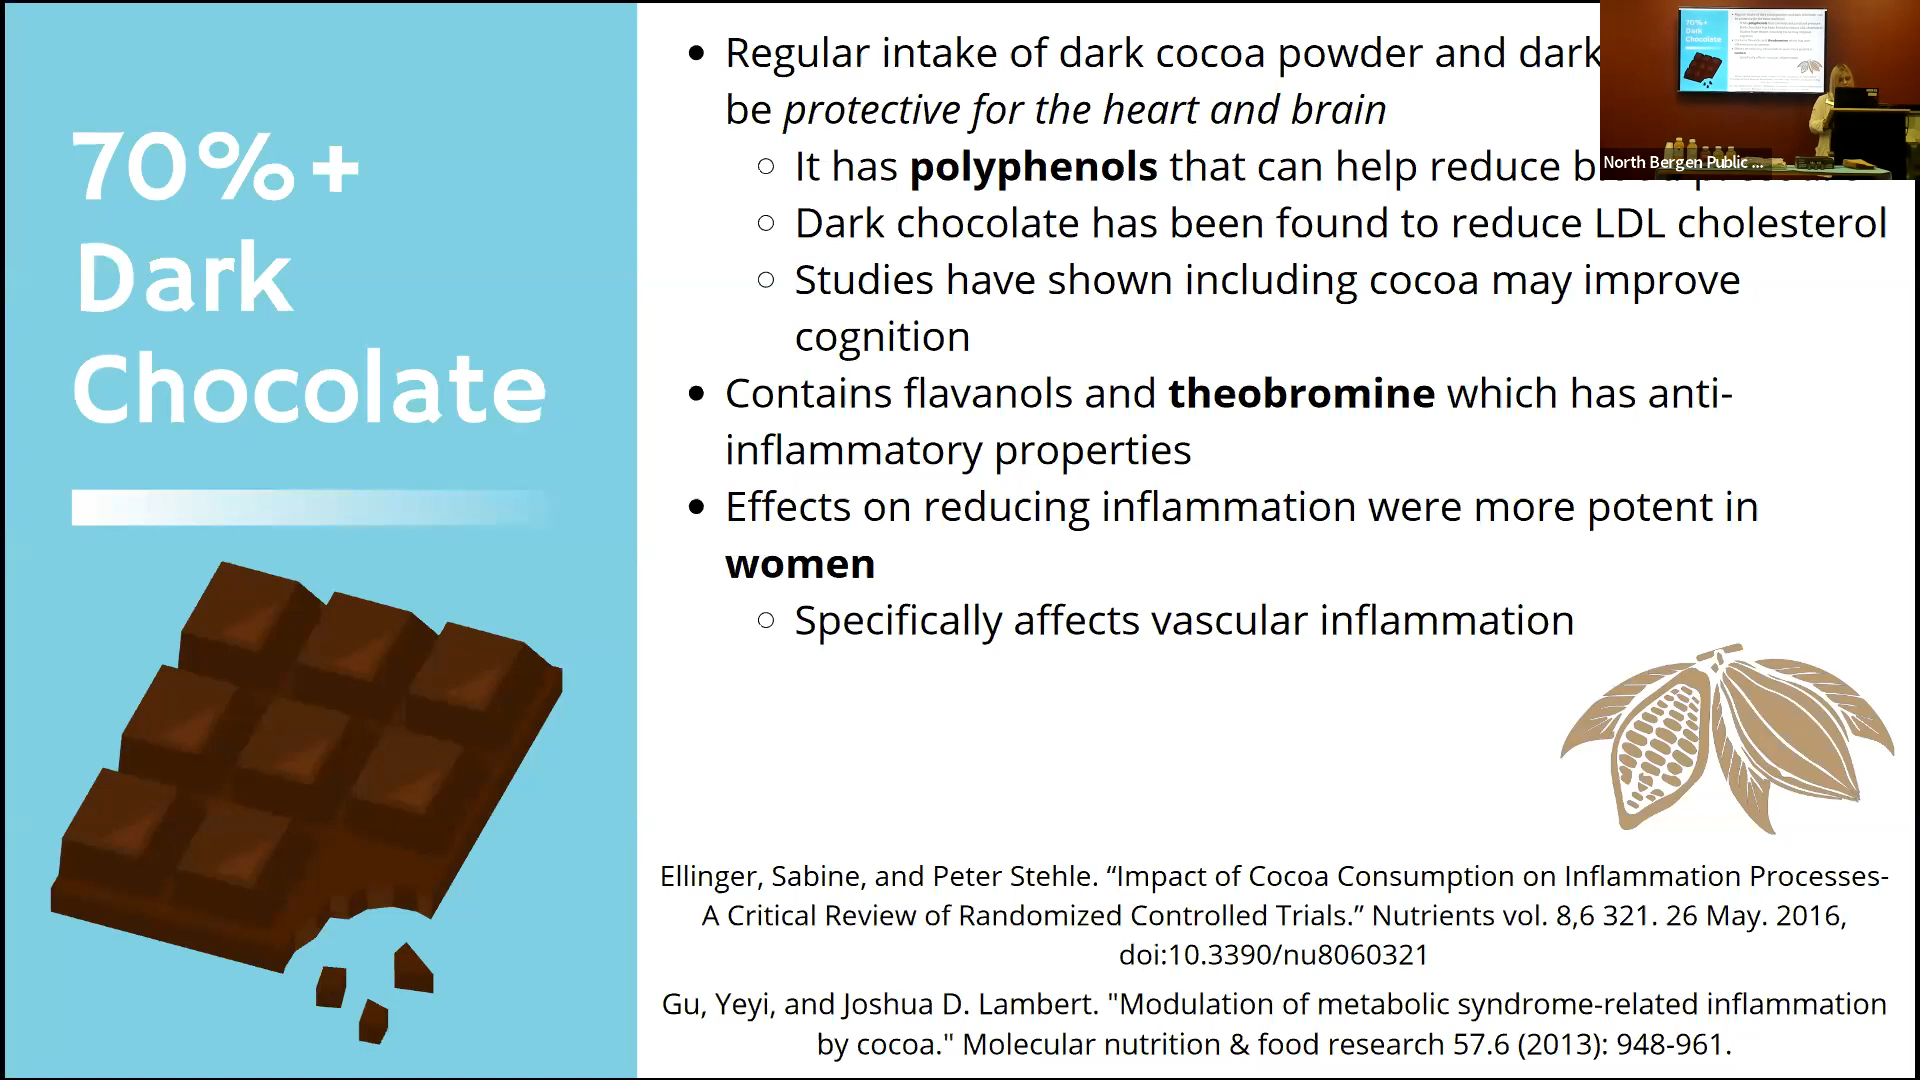 70%+
Dark
Chocolate
Regular intake of dark cocoa powder and dark
be protective for the heart and brain
It has polyphenols that can help reduce
Dark chocolate has been found to reduce LDL cholesterol
Studies have shown including cocoa may improve
cognition
Contains flavanols and theobromine which has anti-
inflammatory properties
Effects on reducing inflammation were more potent in
women
Specifically affects vascular inflammation
Ellinger, Sabine, and Peter Stehle. “Impact of Cocoa Consumption on Inflammation Processes-
A Critical Review of Randomized Controlled Trials.” Nutrients vol. 8,6 321. 26 May. 2016,
doi:10.3390/nu8060321
Gu, Yeyi, and Joshua D. Lambert. "Modulation of metabolic syndrome-related inflammation
by cocoa." Molecular nutrition & food research 57.6 (2013): 948-961.
70%+
Dark
Chocolate
North Bergen Public ...